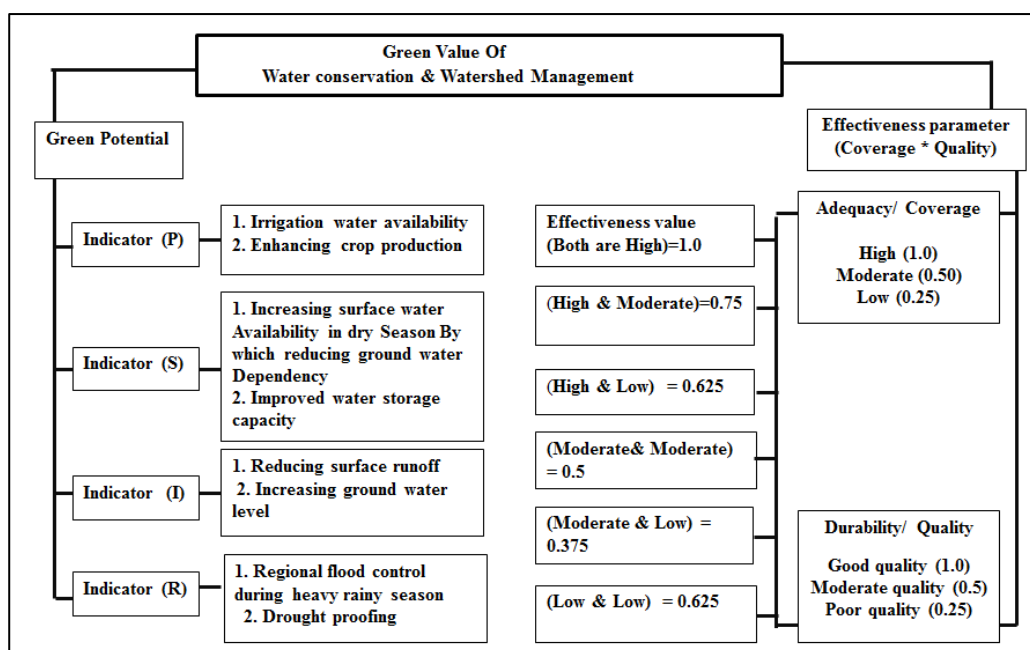 Green Value Of
Water conservation & Watershed Management
Green Potential
Effectiveness parameter
(Coverage * Quality)
Indicator (P)
1. Irrigation water availability
2. Enhancing crop production
Indicator (S)
1. Increasing surface water
Availability in dry Season By
which reducing ground water
Dependency
2. Improved water storage
capacity
Indicator (I)
1. Reducing surface runoff
2. Increasing ground water
level
Indicator (R)
1. Regional flood control
during heavy rainy season
2. Drought proofing
Effectiveness value
(Both are High)=1.0
(High & Moderate)=0.75
(High & Low) = 0.625
(Moderate& Moderate)
= 0.5
(Moderate & Low) =
0.375
(Low & Low) = 0.625
Adequacy/ Coverage
High (1.0)
Moderate (0.50)
Low (0.25)
Durability/ Quality
Good quality (1.0)
Moderate quality (0.5)
Poor quality (0.25)